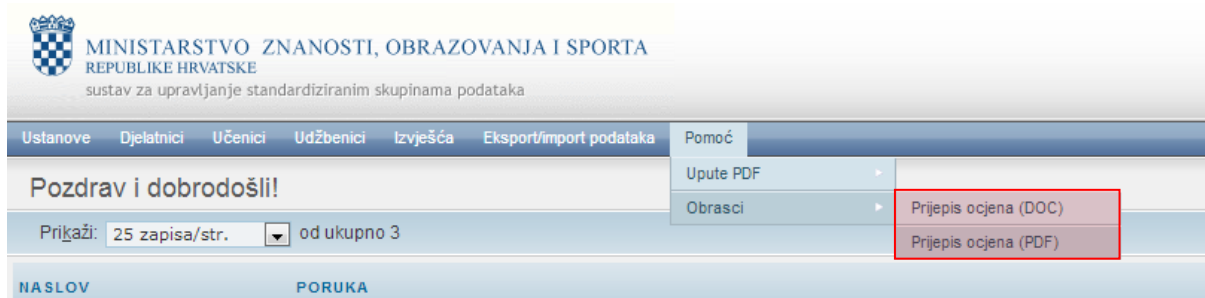 MINISTARSTVO ZNANOSTI, OBRAZOVANJA I SPORTA
REPUBLIKE HRVATSKE
sustav za upravljanje standardiziranim skupinama podataka
Ustanove Djelatnici Učenici Udžbenici Izvješća Eksport/import podataka Pomoć
Upute PDF
Pozdrav i dobrodošli!
Obrasci Prijepis ocjena (DOC)
Prikaži: 25 zapisa/str. od ukupno 3
Prijepis ocjena (PDF)
NASLOV PORUKA